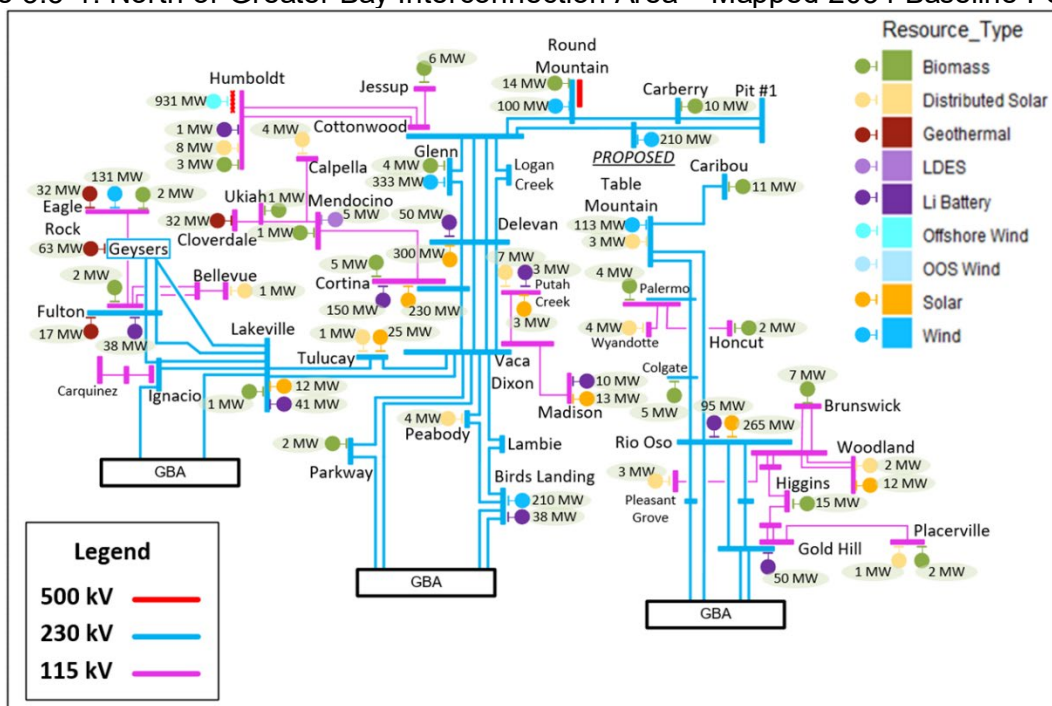 North of Greater Bay Interconnection Area – Mapped 2034 Baseline
Resource_Type
Biomass
Distributed Solar
Geothermal
LDES
Li Battery
Offshore Wind
OOS Wind
Solar
Wind
Humboldt
931 MW
1 MW
8 MW
3 MW
6 MW
Jessup
Cottonwood
Round
Mountain
14 MW
100 MW
Carberry
10 MW
Pit #1
210 MW
PROPOSED
4 MW
Calpella
Glenn
4 MW
333 MW
Logan
Creek
Caribou
11 MW
Table
Mountain
113 MW
3 MW
32 MW
131 MW
2 MW
Eagle
Rock
63 MW
Geysers
Ukiah
1 MW
Mendocino
5 MW
32 MW
Cloverdale
1 MW
50 MW
Delevan
300 MW
7 MW
3 MW
Putah
Creek
3 MW
5 MW
Cortina
150 MW
230 MW
4 MW
Palermo
4 MW
Wyandotte
2 MW
Honcut
2 MW
Bellevue
1 MW
Fulton
17 MW
38 MW
Lakeville
1 MW
25 MW
Tulucay
Vaca
Dixon
10 MW
13 MW
Madison
Colgate
5 MW
Carquinez
Ignacio
1 MW
12 MW
41 MW
4 MW
Peabody
95 MW
265 MW
Rio Oso
7 MW
Brunswick
Woodland
2 MW
12 MW
2 MW
Parkway
Lambie
Birds Landing
210 MW
38 MW
3 MW
Pleasant
Grove
Higgins
15 MW
Placerville
1 MW
2 MW
Gold Hill
50 MW
GBA
GBA
GBA
Legend
500 kV
230 kV
115 kV